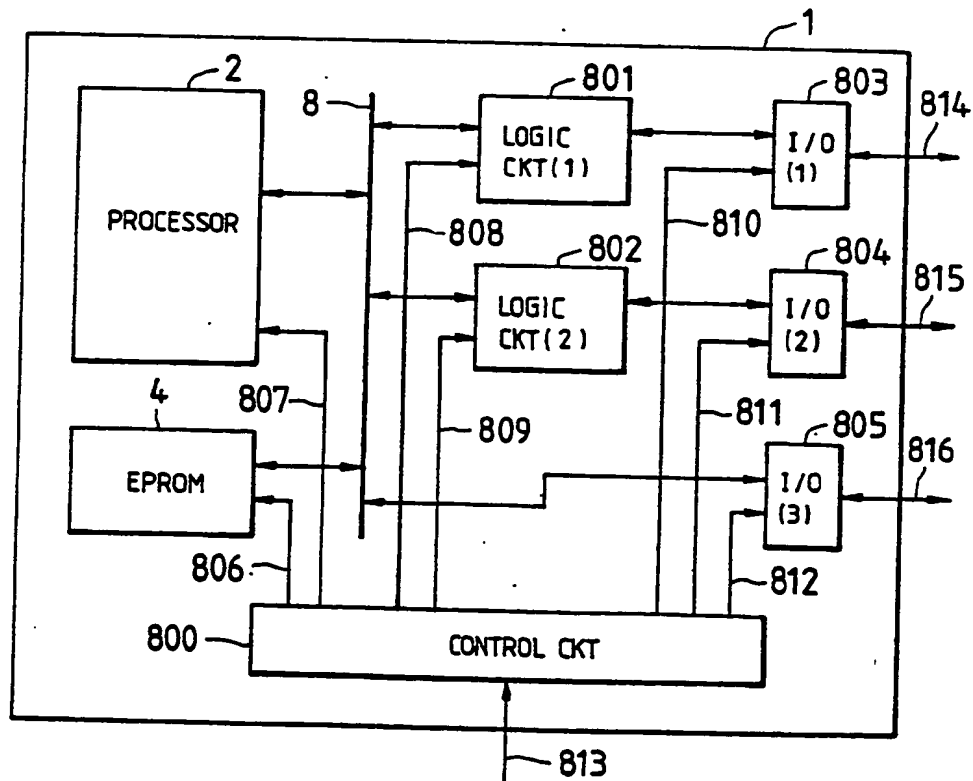 1
2
8
801
803
814
LOGIC
CKT(1)
I/O
(1)
PROCESSOR
808
802
810
804
815
LOGIC
CKT(2)
I/O
(2)
4
807
809
811
805
816
EPROM
I/O
(3)
806
812
800
CONTROL CKT
813